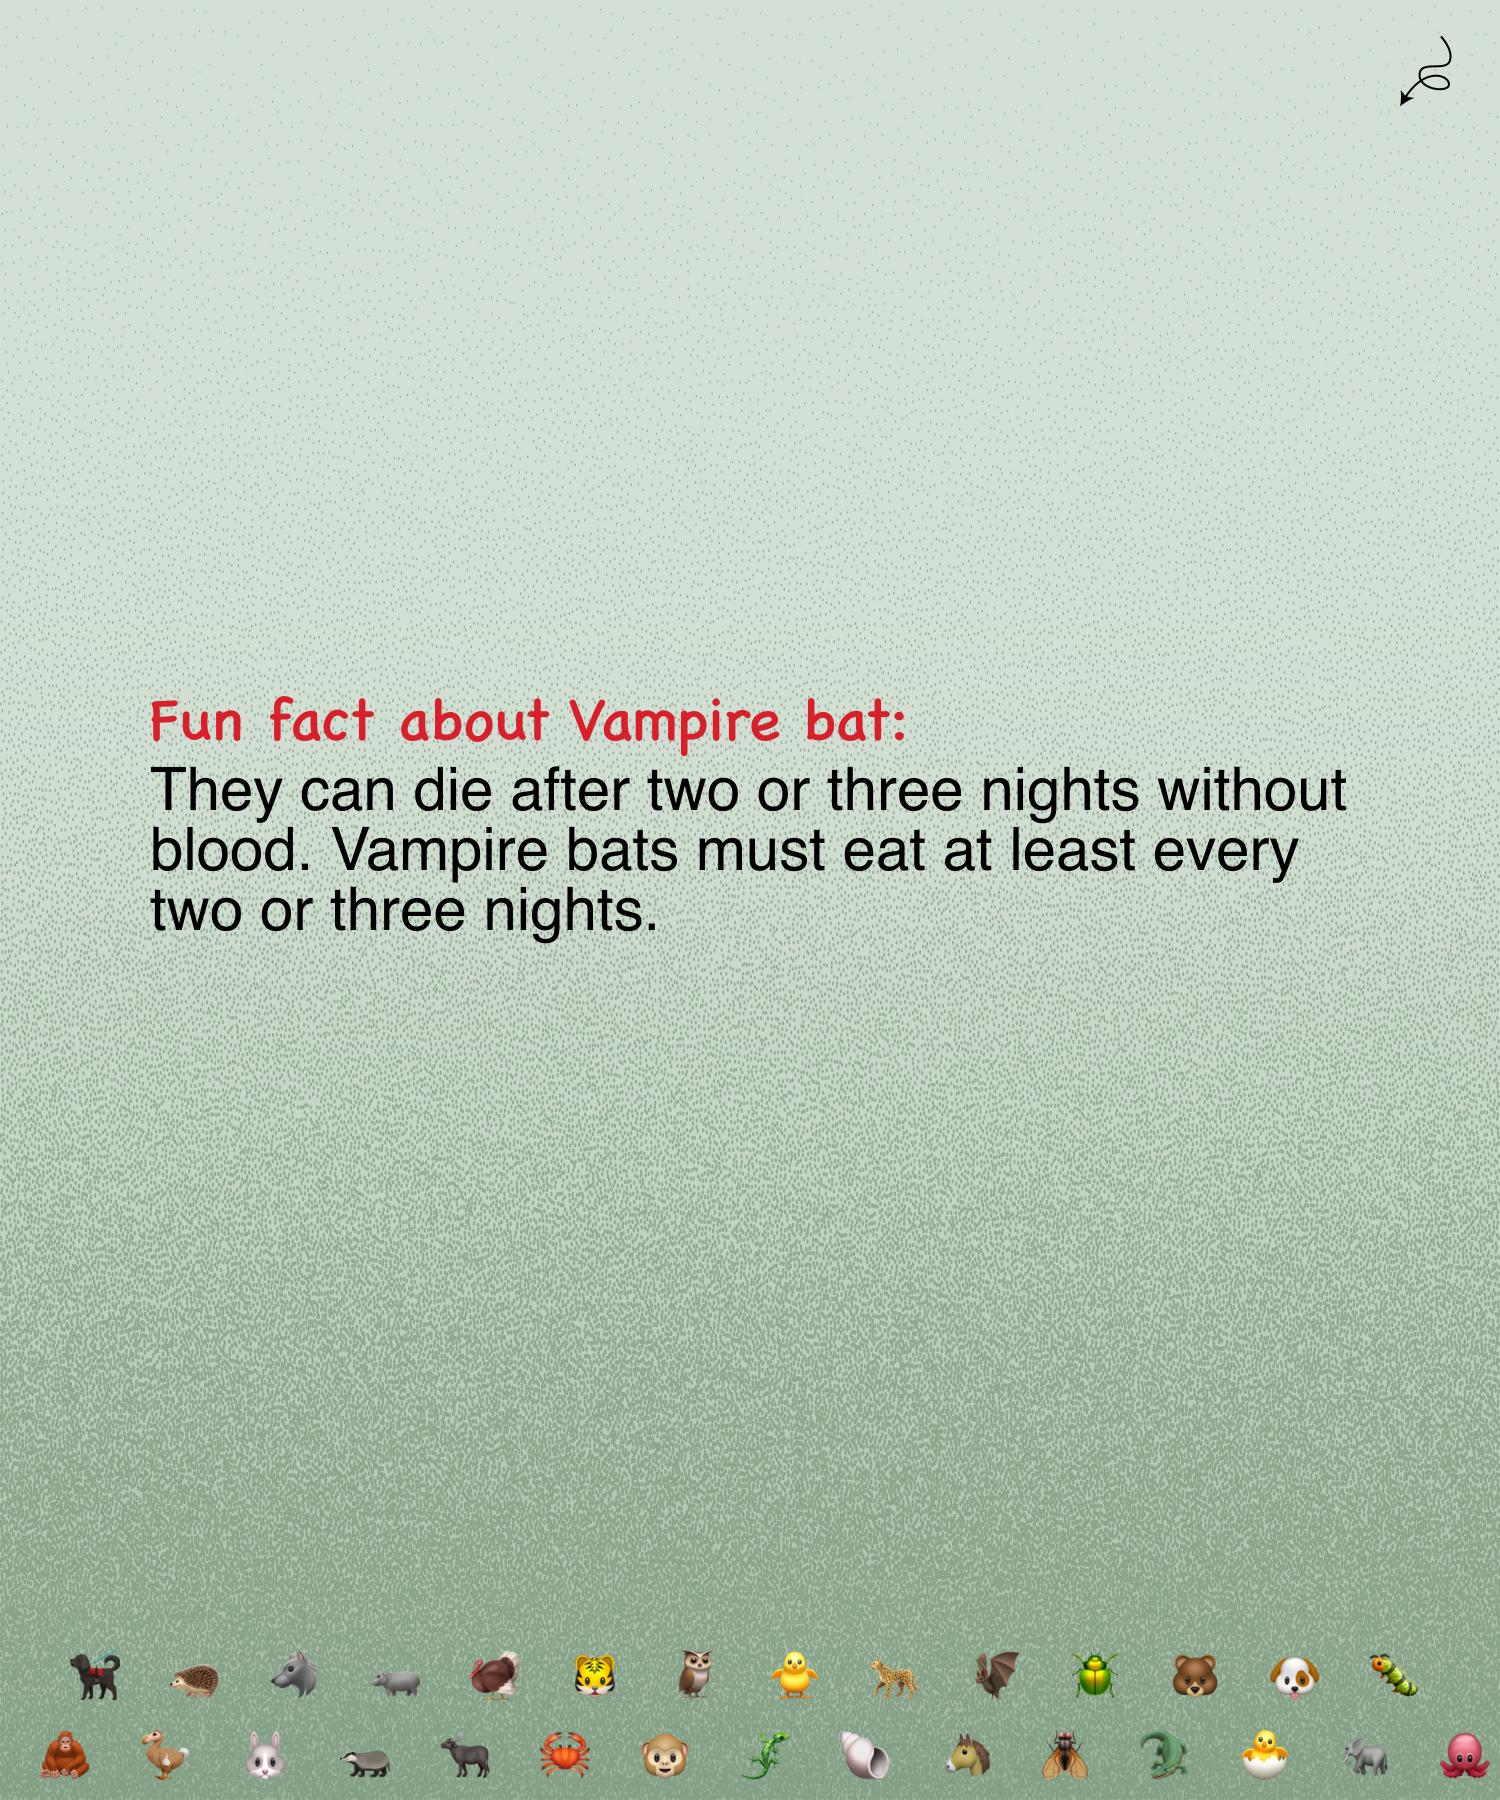 Fun fact about Vampire bat:
They can die after two or three nights without
blood. Vampire bats must eat at least every
two or three nights.